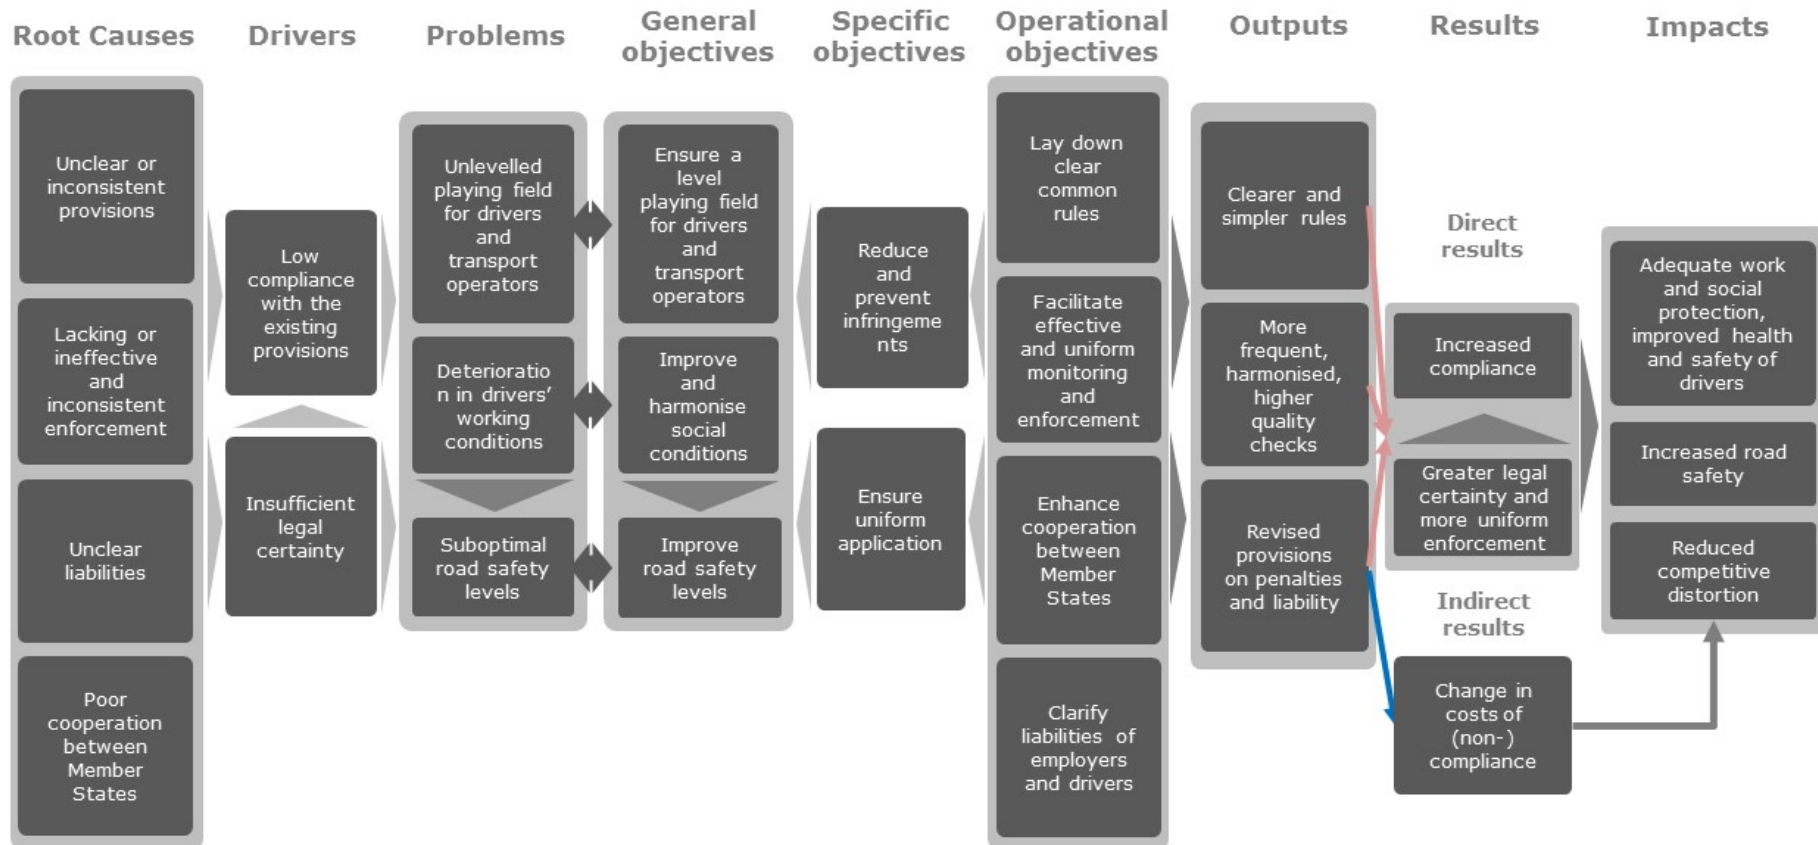 Root Causes
Drivers
Problems
General
objectives
Specific
objectives
Operational
objectives
Outputs
Results
Impacts
Unclear or
inconsistent
provisions
Lacking or
ineffective
and
inconsistent
enforcement
Unclear
liabilities
Poor
cooperation
between
Member
States
Low
compliance
with the
existing
provisions
Insufficient
legal
certainty
Unlevelled
playing field
for drivers
and
transport
operators
Deterioratio
n in drivers’
working
conditions
Suboptimal
road safety
levels
Ensure a
level
playing field
for drivers
and
transport
operators
Improve
and
harmonise
social
conditions
Improve
road safety
levels
Reduce
and
prevent
infringeme
nts
Ensure
uniform
application
Lay down
clear
common
rules
Facilitate
effective
and uniform
monitoring
and
enforcement
Enhance
cooperation
between
Member
States
Clarify
liabilities of
employers
and drivers
Clearer and
simpler rules
More
frequent,
harmonised,
higher
quality
checks
Revised
provisions
on penalties
and liability
Direct
results
Increased
compliance
Greater legal
certainty and
more uniform
enforcement
Indirect
results
Change in
costs of
(non-)
compliance
Adequate work
and social
protection,
improved health
and safety of
drivers
Increased road
safety
Reduced
competitive
distortion